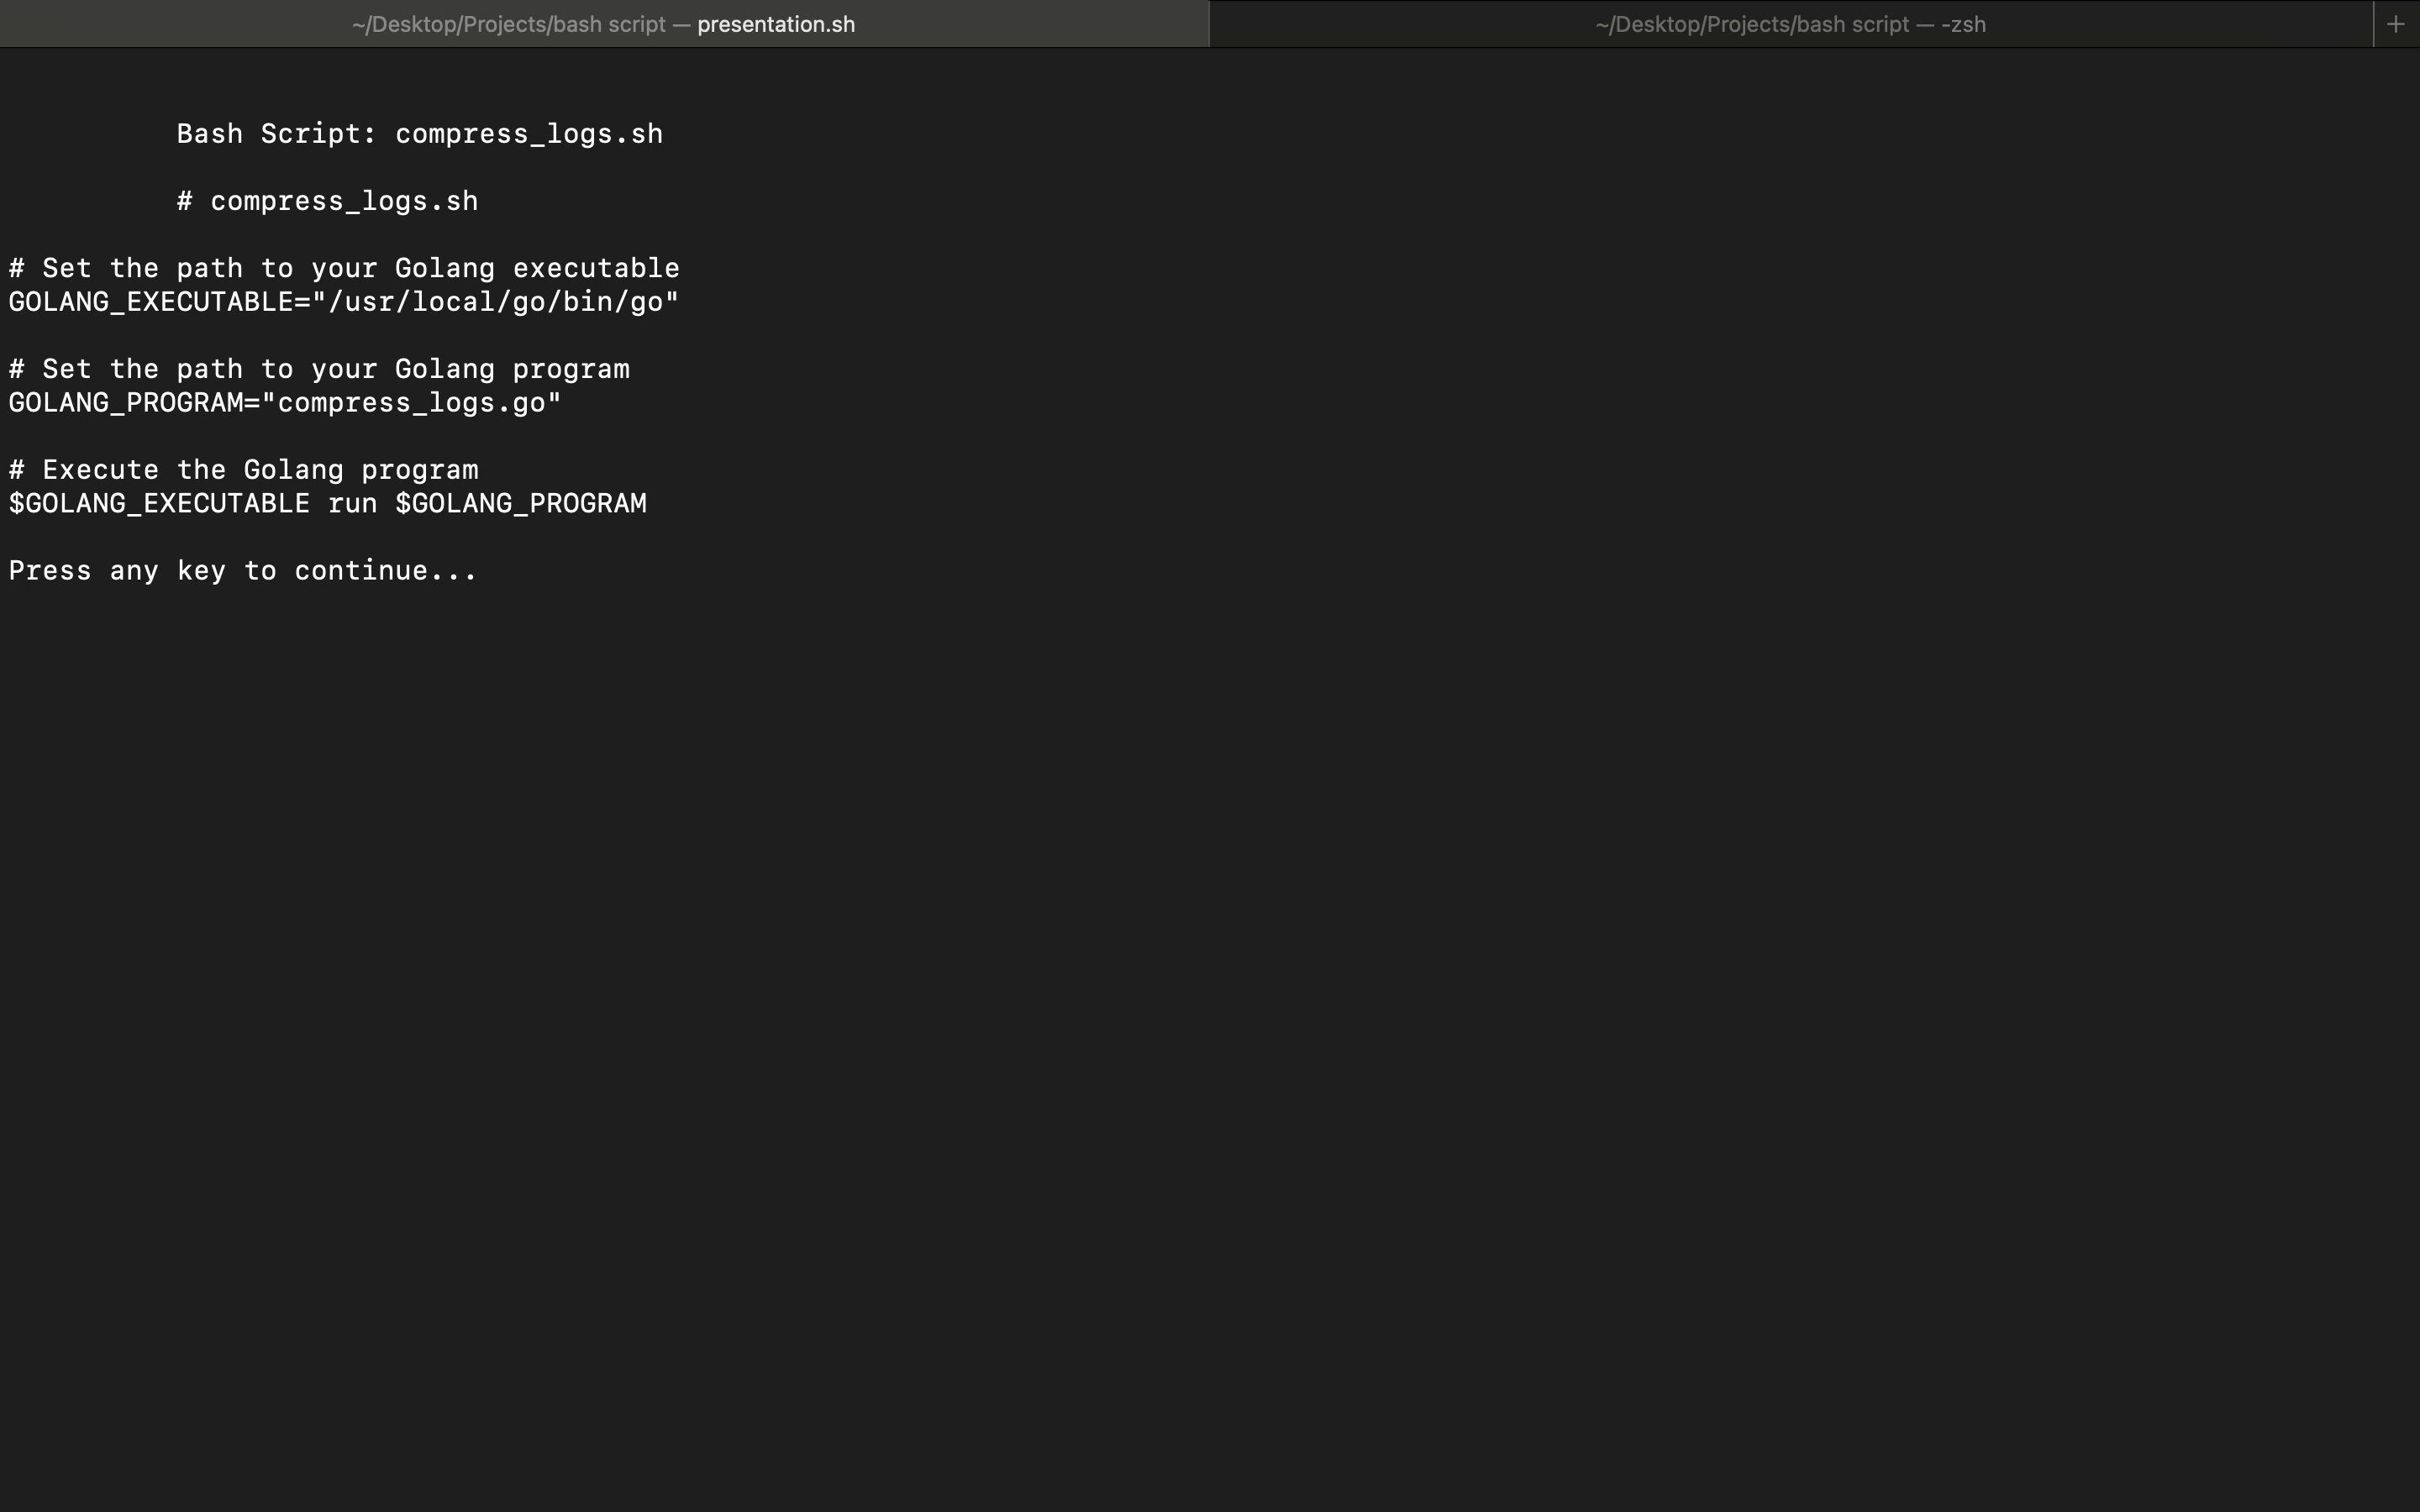 ~/Desktop/Projects/bash script — presentation.sh
~/Desktop/Projects/bash script — -zsh
+
Bash Script: compress_logs.sh
# compress_logs.sh
# Set the path to your Golang executable
GOLANG_EXECUTABLE="/usr/local/go/bin/go"
# Set the path to your Golang program
GOLANG_PROGRAM="compress_logs.go"
# Execute the Golang program
$GOLANG_EXECUTABLE run $GOLANG_PROGRAM
Press any key to continue...